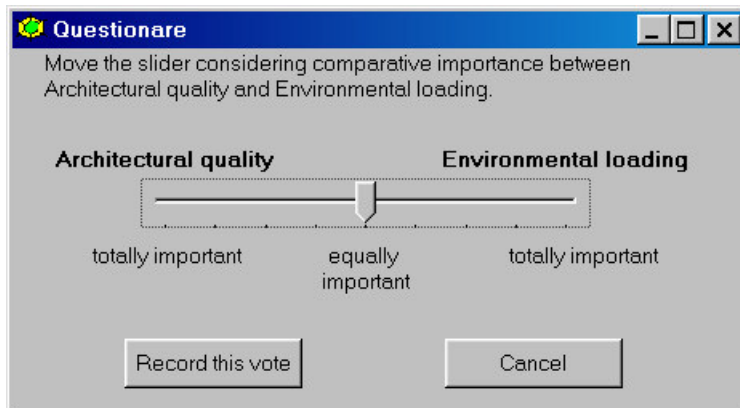 Questionare
Move the slider considering comparative importance between
Architectural quality and Environmental loading.
Architectural quality Environmental loading
totally important equally important totally important
Record this vote Cancel